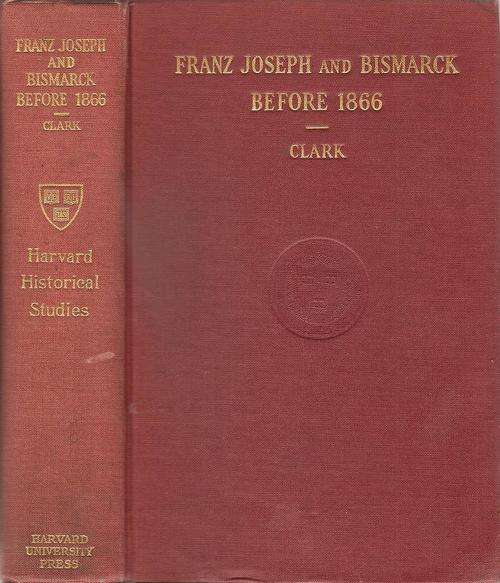 FRANZ JOSEPH
AND
BISMARCK
BEFORE 1866
CLARK
Harvard
Historical
Studies
HARVARD
UNIVERSITY
PRESS
FRANZ JOSEPH AND BISMARCK
BEFORE 1866
CLARK